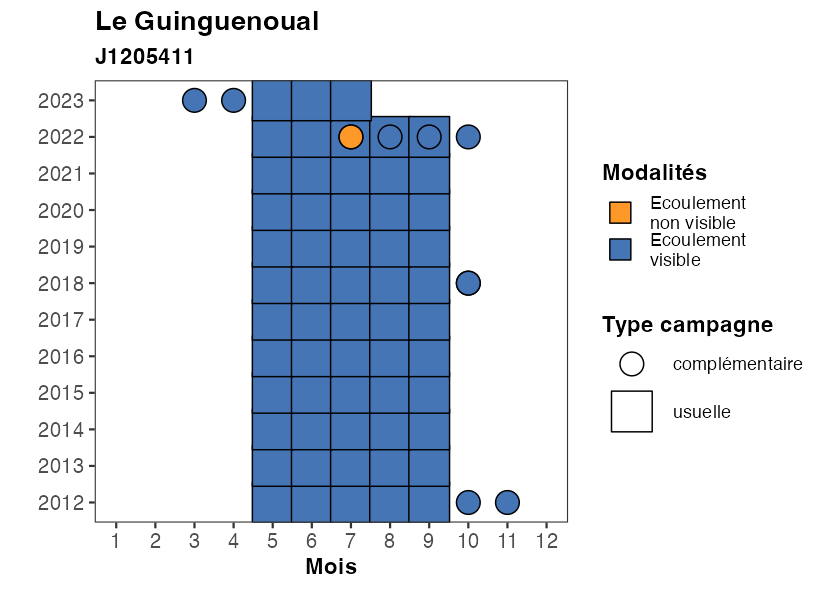 Le Guinguenoual
J1205411
2023
2022
2021
2020
2019
2018
2017
2016
2015
2014
2013
2012
1 2 3 4 5 6 7 8 9 10 11 12
Mois
Modalités
Ecoulement
non visible
Ecoulement
visible
Type campagne
complémentaire
usuelle